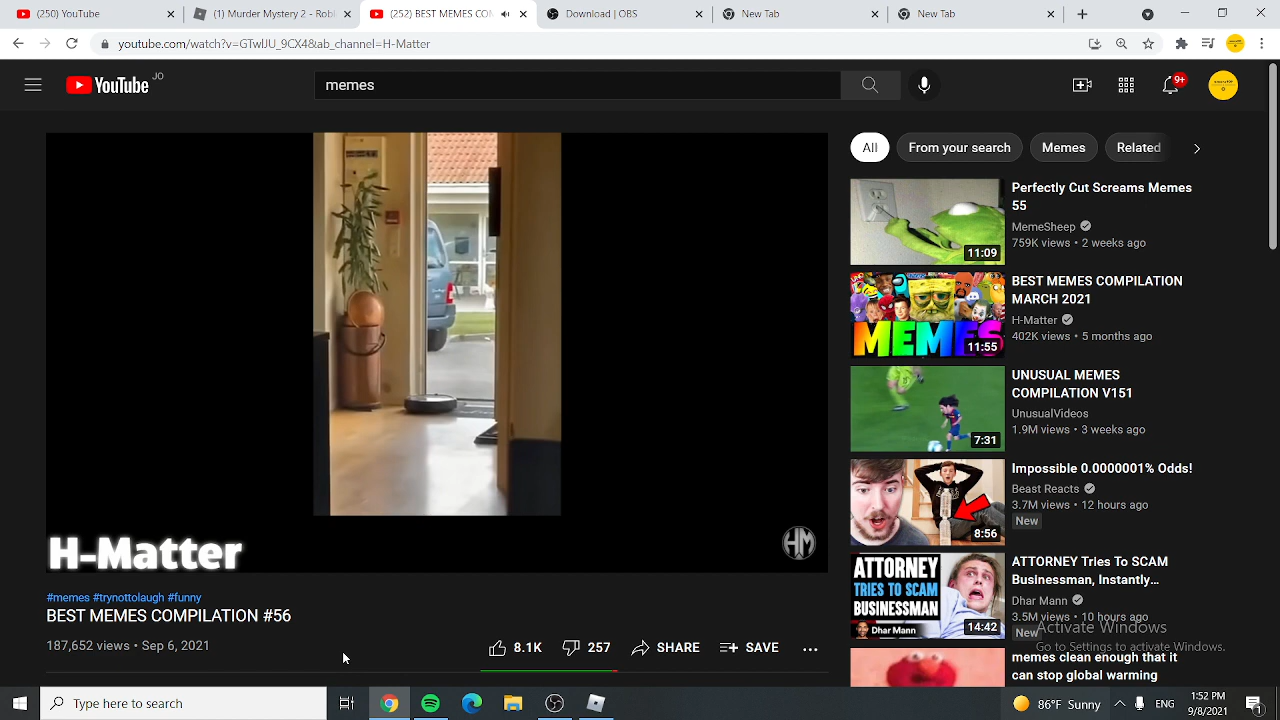 (250) YouTube
(1) Murder Mystery 2 - Robl
(252) BEST MEMES COM
Download | OBS
New Tab
New Tab
youtube.com/watch?v=GTwIJU_9CX4&ab_channel=H-Matter
YouTube JO
memes
9+
All
From your search
Memes
Related
Perfectly Cut Screams Memes
55
MemeSheep
759K views • 2 weeks ago
11:09
BEST MEMES COMPILATION
MARCH 2021
H-Matter
402K views • 5 months ago
MEMES
11:55
UNUSUAL MEMES
COMPILATION V151
UnusualVideos
1.9M views • 3 weeks ago
7:31
Impossible 0.0000001% Odds!
Beast Reacts
3.7M views • 12 hours ago
New
8:56
ATTORNEY
TRIES TO SCAM
BUSINESSMAN
Dhar Mann
14:42
ATTORNEY Tries To SCAM
Business, Instantly...
Dhar Mann
3.5M views • 10 hours ago
New
memes clean enough that it
can stop global warming
H-Matter
HM
#memes #trynottolaugh #funny
BEST MEMES COMPILATION #56
187,652 views • Sep 6, 2021
8.1K
257
SHARE
SAVE
Activate Windows
Go to Settings to activate Windows.
Type here to search
86°F Sunny
ENG
1:52 PM
9/8/2021